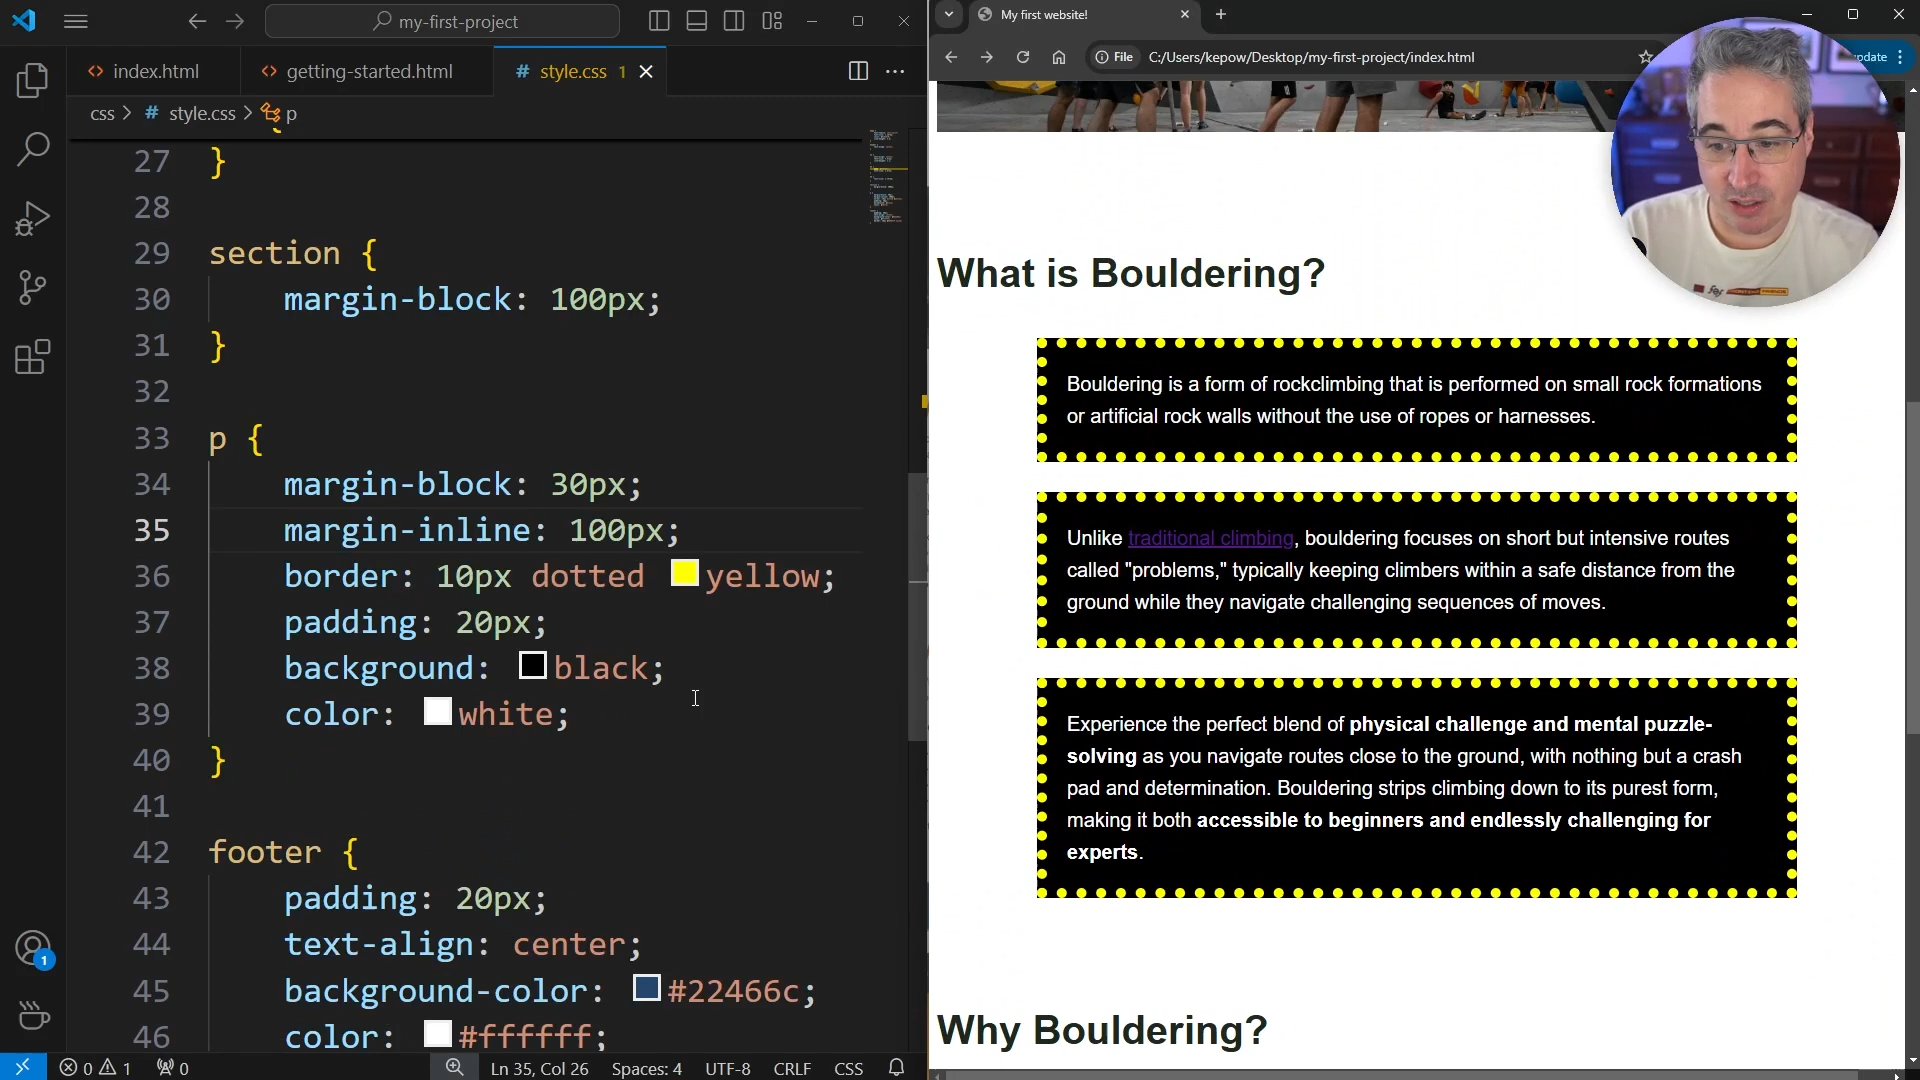 my-first-project
index.html
getting-started.html
# style.css 1
css > # style.css > p
27 }
28
29 section {
30 margin-block: 100px;
31 }
32
33 p {
34 margin-block: 30px;
35 margin-inline: 100px;
36 border: 10px dotted yellow;
37 padding: 20px;
38 background: black;
39 color: white;
40 }
41
42 footer {
43 padding: 20px;
44 text-align: center;
45 background-color: #22466c;
46 color: #ffffff;
1
0 1 0
Ln 35, Col 26 Spaces: 4 UTF-8 CRLF CSS
My first website!
File C:/Users/kepow/Desktop/my-first-project/index.html
What is Bouldering?
Bouldering is a form of rockclimbing that is performed on small rock formations
or artificial rock walls without the use of ropes or harnesses.
Unlike traditional climbing, bouldering focuses on short but intensive routes
called "problems," typically keeping climbers within a safe distance from the
ground while they navigate challenging sequences of moves.
Experience the perfect blend of physical challenge and mental puzzle-
solving as you navigate routes close to the ground, with nothing but a crash
pad and determination. Bouldering strips climbing down to its purest form,
making it both accessible to beginners and endlessly challenging for
experts.
Why Bouldering?